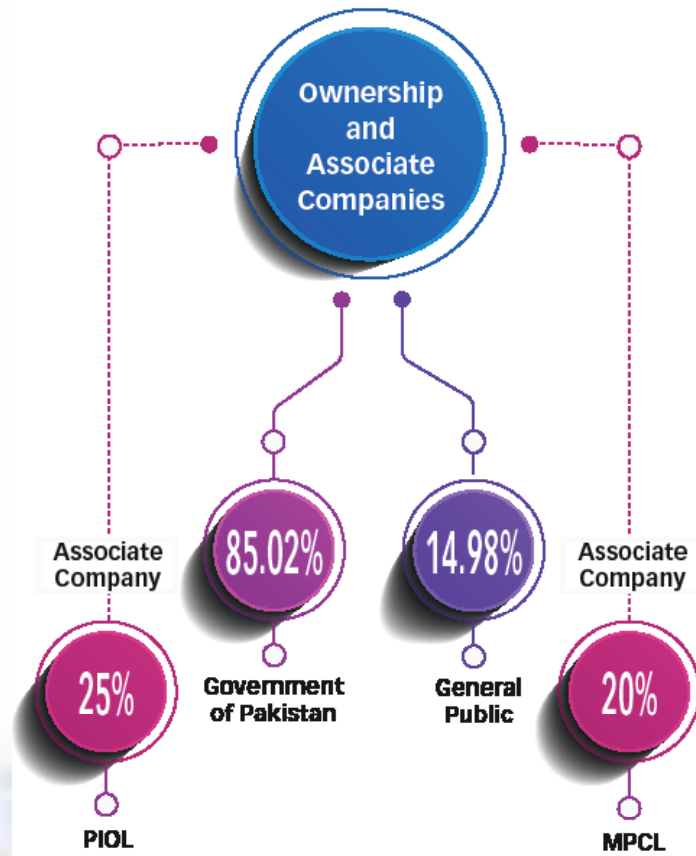 Ownership
and
Associate
Companies
Associate
Company
85.02%
14.98%
Associate
Company
25%
Government
of Pakistan
General
Public
20%
PIOL
MPCL